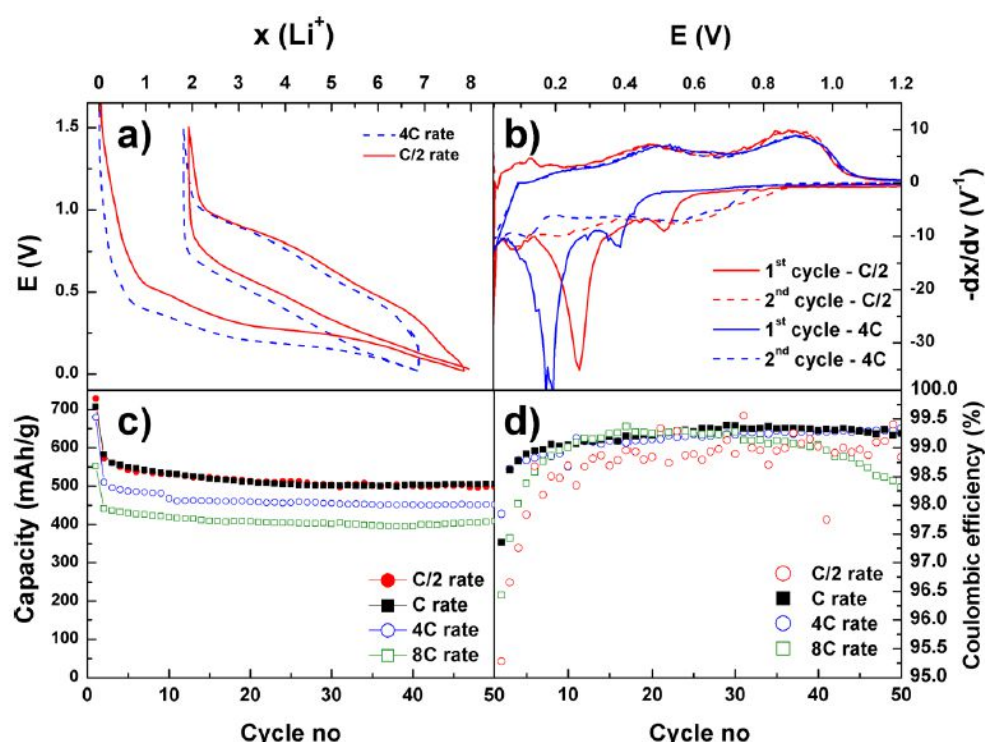 x (Li+)
E (V)
0 1 2 3 4 5 6 7 8
0.2 0.4 0.6 0.8 1.0 1.2
a)
4C rate
C/2 rate
1.5
1.0
0.5
0.0
E (V)
b)
1st cycle - C/2
2nd cycle - C/2
1st cycle - 4C
2nd cycle - 4C
10
0
-10
-20
-30
-dx/dv (V-1)
c)
700
600
500
400
300
200
100
0
Capacity (mAh/g)
C/2 rate
C rate
4C rate
8C rate
d)
C/2 rate
C rate
4C rate
8C rate
100.0
99.5
99.0
98.5
98.0
97.5
97.0
96.5
96.0
95.5
95.0
Coulombic efficiency (%)
0 10 20 30 40 50 10 20 30 40 50
Cycle no
Cycle no